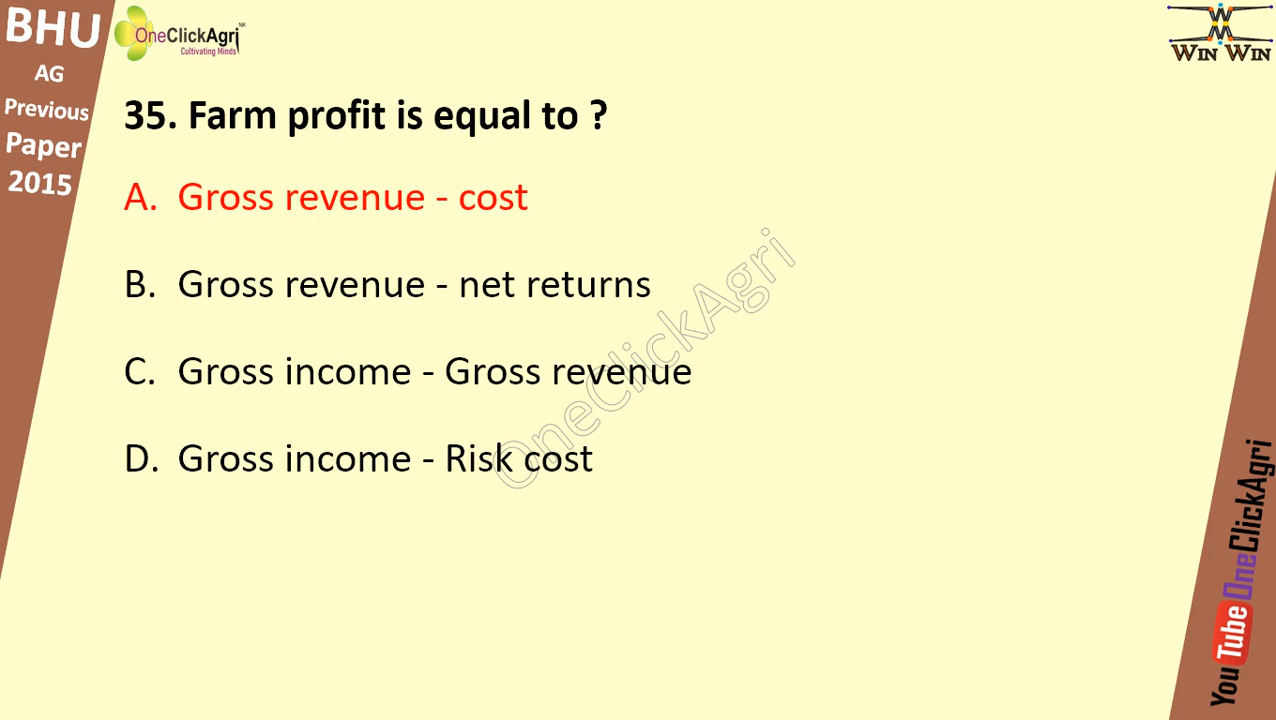 BHU
AG
Previous
Paper
2015
OneClickAgri
NK
Cultivating Minds
WIN WIN
35. Farm profit is equal to ?
A. Gross revenue - cost
B. Gross revenue - net returns
C. Gross income - Gross revenue
D. Gross income - Risk cost
OneClickAgri
YouTube OneClickAgri